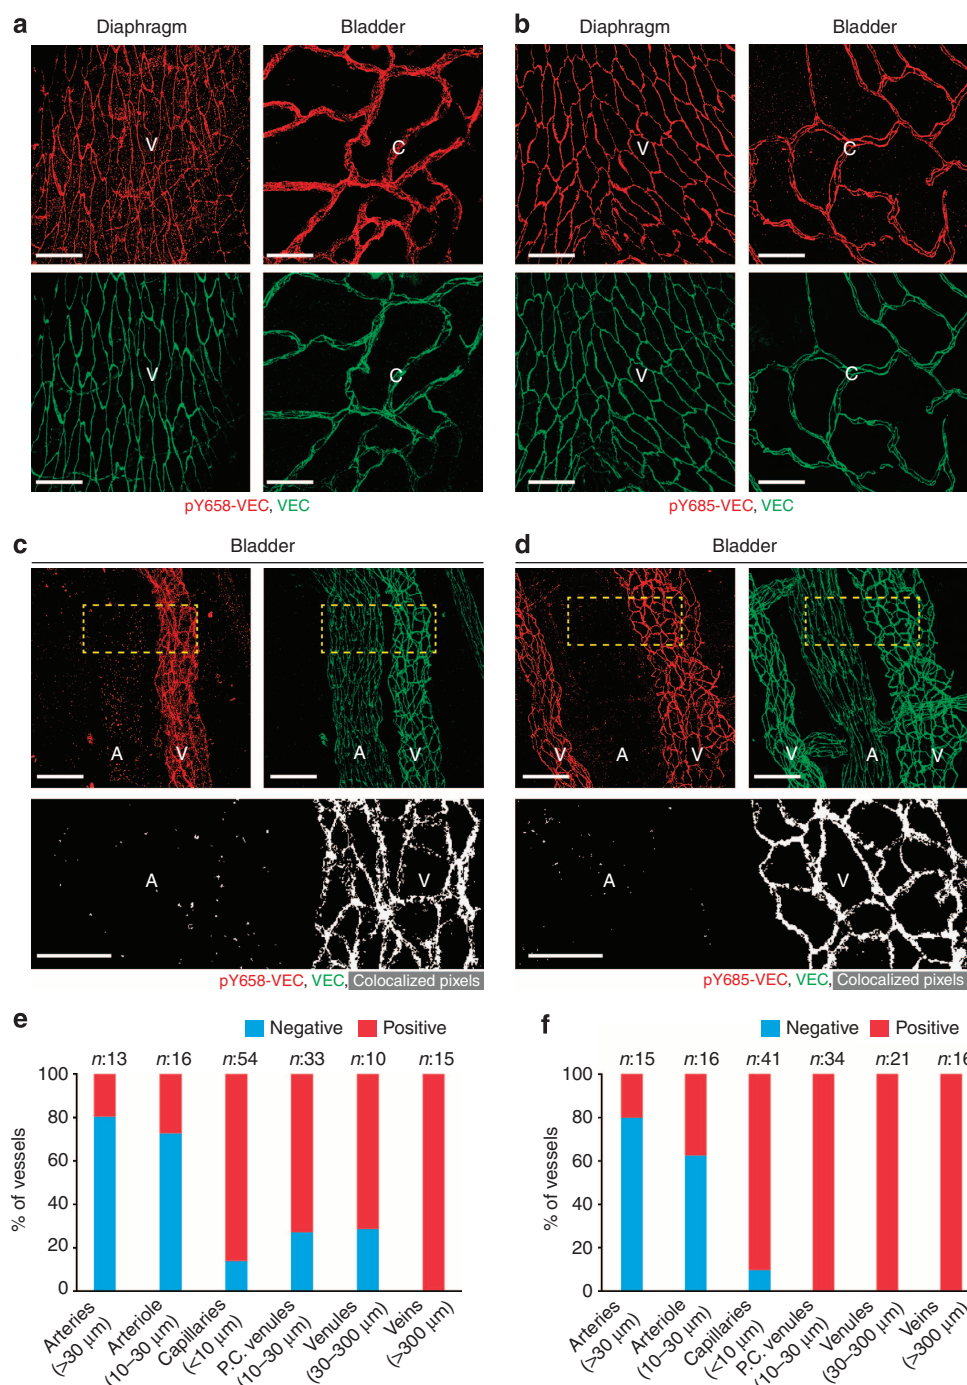 a
Diaphragm
Bladder
V
C
V
C
pY658-VEC, VEC
b
Diaphragm
Bladder
V
C
V
C
pY685-VEC, VEC
c
Bladder
A
V
A
V
A
V
pY658-VEC, VEC, Colocalized pixels
d
Bladder
V
A
V
V
A
V
A
V
pY685-VEC, VEC, Colocalized pixels
e
Negative
Positive
n:13
n:16
n:54
n:33
n:10
n:15
100
80
60
40
20
0
% of vessels
Arteries
(>30 µm)
Arteriole
(10–30 µm)
Capillaries
(<10 µm)
P.C. venules
(10–30 µm)
Venules
(30–300 µm)
Veins
(>300 µm)
f
Negative
Positive
n:15
n:16
n:41
n:34
n:21
n:16
100
80
60
40
20
0
% of vessels
Arteries
(>30 µm)
Arteriole
(10–30 µm)
Capillaries
(<10 µm)
P.C. venules
(10–30 µm)
Venules
(30–300 µm)
Veins
(>300 µm)